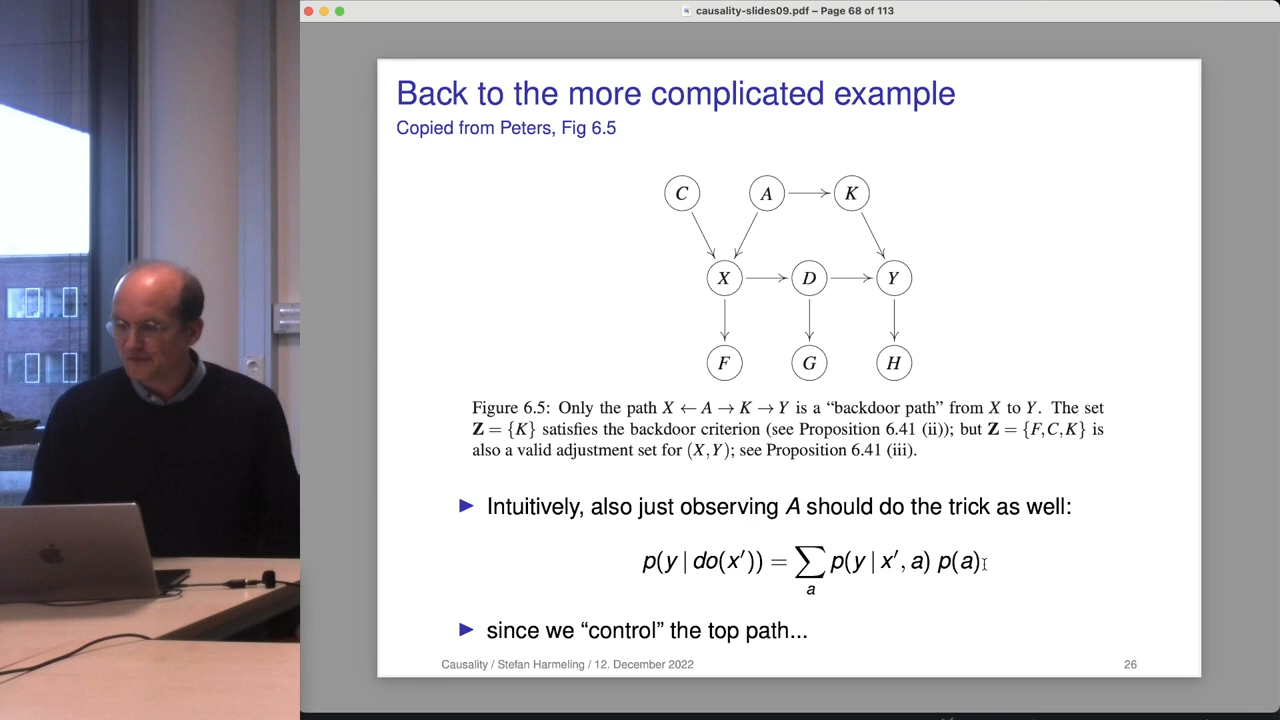 causality-slides09.pdf – Page 68 of 113
Back to the more complicated example
Copied from Peters, Fig 6.5
C A K
X D Y
F G H
Figure 6.5: Only the path X ← A → K → Y is a “backdoor path” from X to Y. The set
Z = {K} satisfies the backdoor criterion (see Proposition 6.41 (ii)); but Z = {F,C,K} is
also a valid adjustment set for (X,Y); see Proposition 6.41 (iii).
▶ Intuitively, also just observing A should do the trick as well:
p(y | do(x′)) = ∑ p(y | x′, a) p(a)
a
▶ since we “control” the top path...
Causality / Stefan Harmeling / 12. December 2022 26